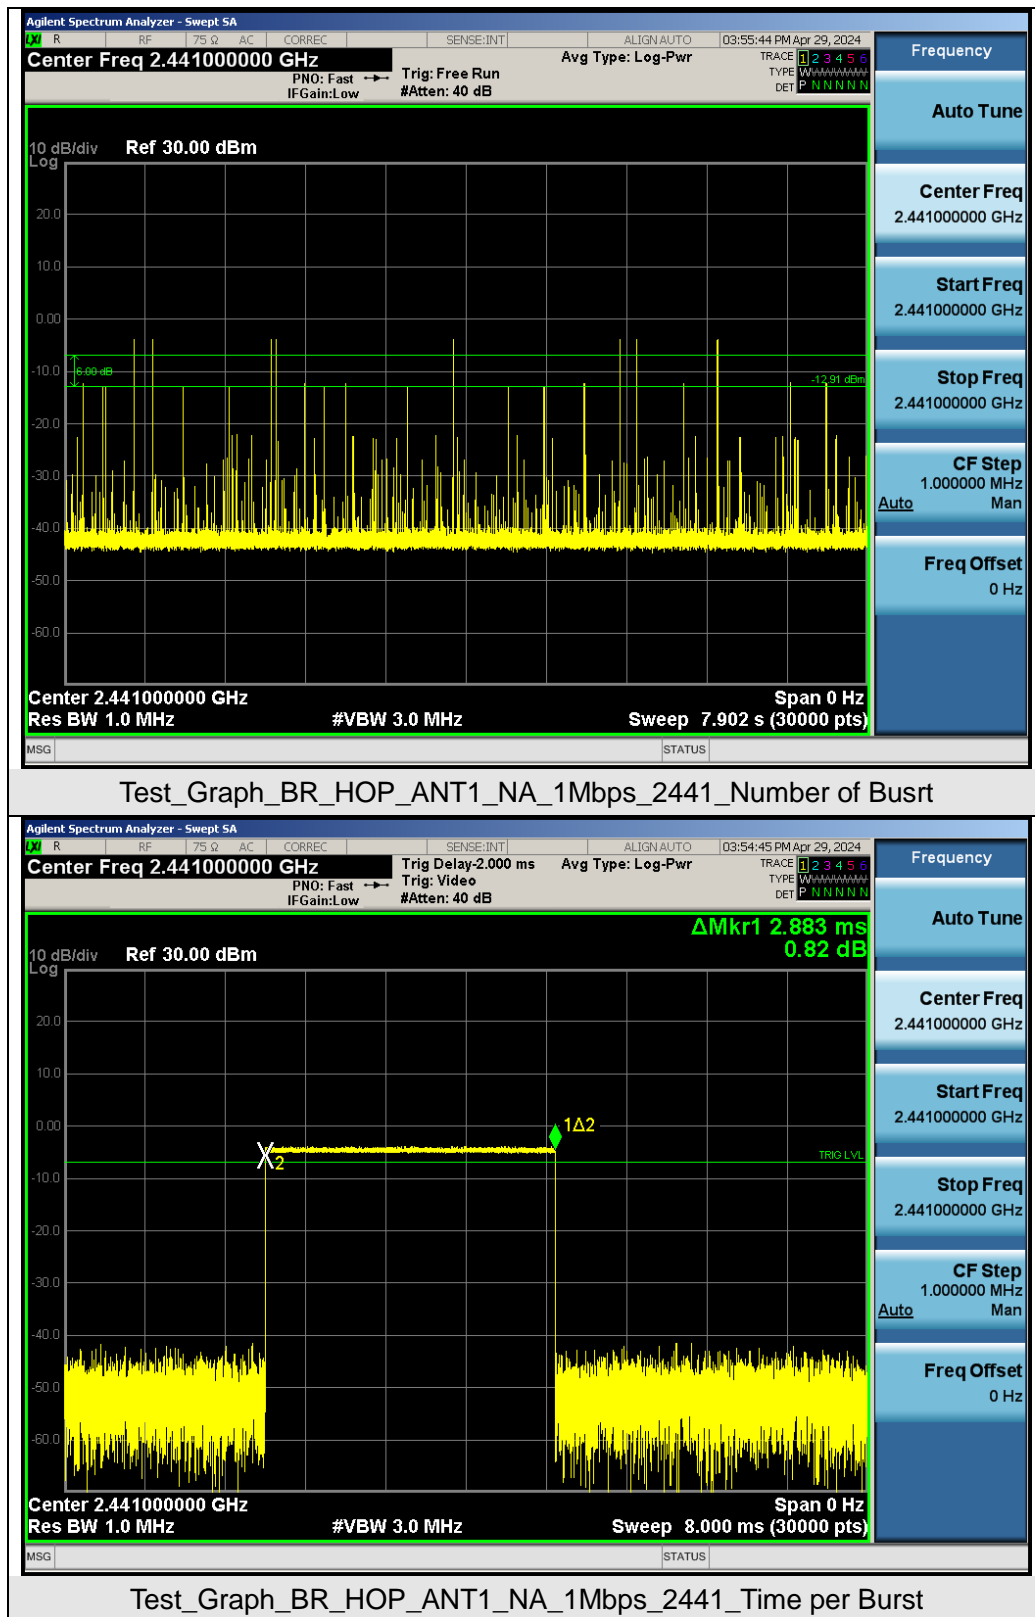 Agilent Spectrum Analyzer - Swept SA
LXI R RF 75 Ω AC CORREC SENSE:INT ALIGN AUTO 03:55:44 PM Apr 29, 2024
Center Freq 2.441000000 GHz Avg Type: Log-Pwr TRACE 1 2 3 4 5 6
PNO: Fast Trig: Free Run TYPE W
IFGain:Low #Atten: 40 dB DET P N N N N N
Frequency
Auto Tune
10 dB/div Ref 30.00 dBm
Log
20.0
10.0
0.00
-10.0
-20.0
-30.0
-40.0
-50.0
-60.0
6.00 dB
-12.91 dBm
Center Freq
2.441000000 GHz
Start Freq
2.441000000 GHz
Stop Freq
2.441000000 GHz
CF Step
1.000000 MHz
Auto Man
Freq Offset
0 Hz
Center 2.441000000 GHz Span 0 Hz
Res BW 1.0 MHz #VBW 3.0 MHz Sweep 7.902 s (30000 pts)
MSG STATUS
Test_Graph_BR_HOP_ANT1_NA_1Mbps_2441_Number of Busrt
Agilent Spectrum Analyzer - Swept SA
LXI R RF 75 Ω AC CORREC SENSE:INT ALIGN AUTO 03:54:45 PM Apr 29, 2024
Center Freq 2.441000000 GHz Trig Delay-2.000 ms Avg Type: Log-Pwr TRACE 1 2 3 4 5 6
PNO: Fast Trig: Video TYPE W
IFGain:Low #Atten: 40 dB DET P N N N N N
Frequency
Auto Tune
ΔMkr1 2.883 ms
0.82 dB
10 dB/div Ref 30.00 dBm
Log
20.0
10.0
0.00
-10.0
-20.0
-30.0
-40.0
-50.0
-60.0
1Δ2
2
TRIG LVL
Center Freq
2.441000000 GHz
Start Freq
2.441000000 GHz
Stop Freq
2.441000000 GHz
CF Step
1.000000 MHz
Auto Man
Freq Offset
0 Hz
Center 2.441000000 GHz Span 0 Hz
Res BW 1.0 MHz #VBW 3.0 MHz Sweep 8.000 ms (30000 pts)
MSG STATUS
Test_Graph_BR_HOP_ANT1_NA_1Mbps_2441_Time per Burst